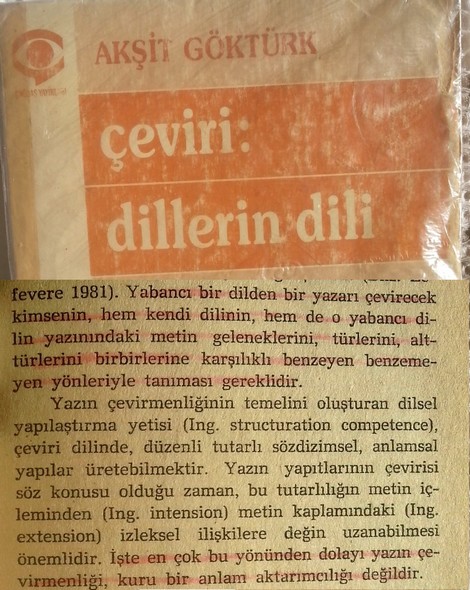 AKŞİT GÖKTÜRK
çeviri:
dillerin dili
fevere 1981). Yabancı bir dilden bir yazarı çevirecek
kimsenin, hem kendi dilinin, hem de o yabancı di-
lin yazınındaki metin geleneklerini, türlerini, alt-
türlerini birbirlerine karşılıklı benzeyen benzeme-
yen yönleriyle tanıması gereklidir.
Yazın çevirmenliğinin temelini oluşturan dilsel
yapılaştırma yetisi (Ing. structuration competence),
çeviri dilinde, düzenli tutarlı sözdizimsel, anlamsal
yapılar üretebilmektir. Yazın yapıtlarının çevirisi
söz konusu olduğu zaman, bu tutarlılığın metin iç-
leminden (Ing. intension) metin kaplamındaki (Ing.
extension) izleksel ilişkilere değin uzanabilmesi
önemlidir. İşte en çok bu yönünden dolayı yazın çe-
virmenliği, kuru bir anlam aktarımcılığı değildir.